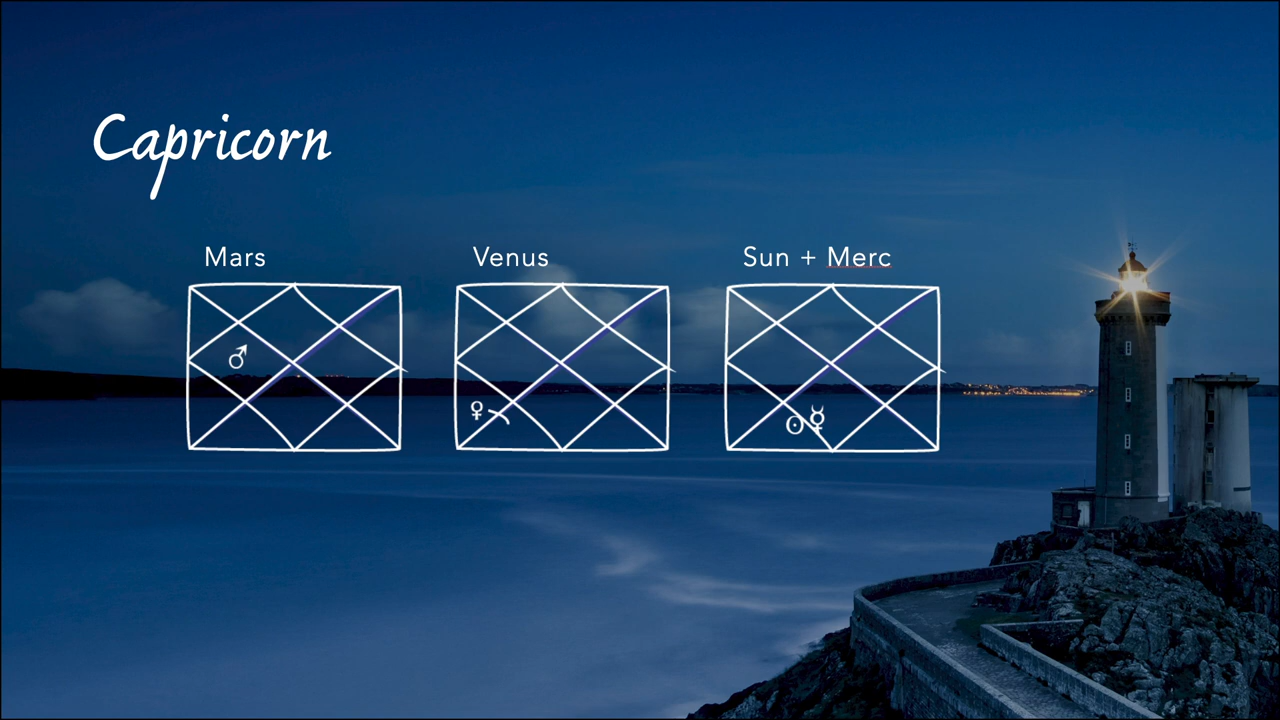 Capricorn
Mars
Venus
Sun + Merc
♂
♀
☉☿